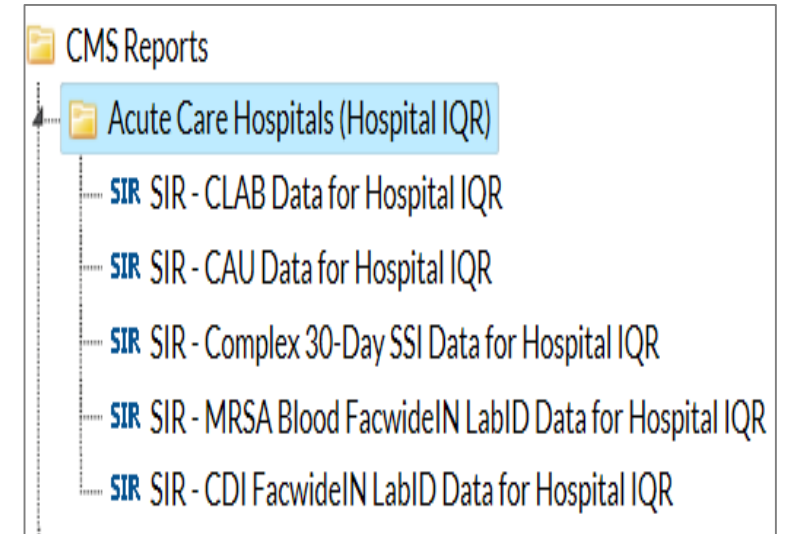 CMS Reports
Acute Care Hospitals (Hospital IQR)
SIR SIR - CLAB Data for Hospital IQR
SIR SIR - CAU Data for Hospital IQR
SIR SIR - Complex 30-Day SSI Data for Hospital IQR
SIR SIR - MRSA Blood FacwideIN LabID Data for Hospital IQR
SIR SIR - CDI FacwideIN LabID Data for Hospital IQR